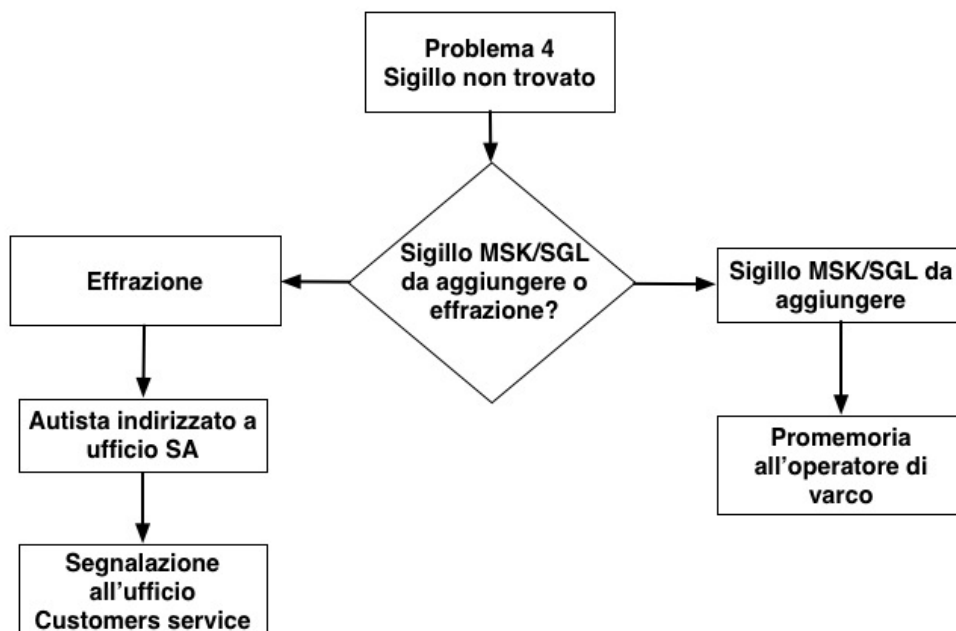 Problema 4
Sigillo non trovato
Sigillo MSK/SGL
da aggiungere o
effrazione?
Effrazione
Sigillo MSK/SGL da
aggiungere
Autista indirizzato a
ufficio SA
Promemoria
all'operatore di
varco
Segnalazione
all'ufficio
Customers service